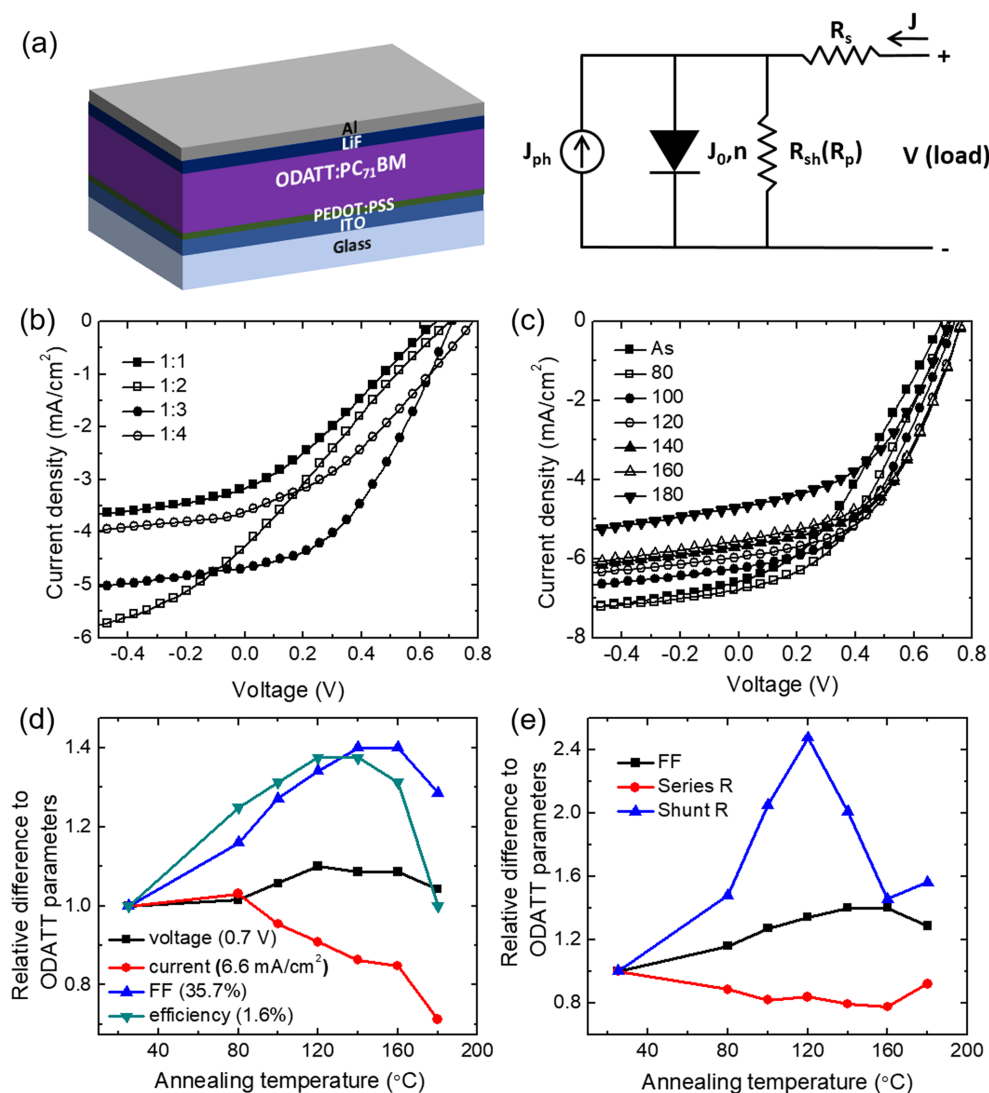 (a)
Al
LiF
ODATT:PC71BM
PEDOT:PSS
ITO
Glass
Rs
J
+
Jph
J0,n
Rsh(Rp)
V (load)
-
(b)
0
-1
-2
-3
-4
-5
-6
Current density (mA/cm2)
1:1
1:2
1:3
1:4
-0.4
-0.2
0.0
0.2
0.4
0.6
0.8
Voltage (V)
(c)
0
-2
-4
-6
-8
Current density (mA/cm2)
As
80
100
120
140
160
180
-0.4
-0.2
0.0
0.2
0.4
0.6
0.8
Voltage (V)
(d)
1.4
1.2
1.0
0.8
Relative difference to
ODATT parameters
voltage (0.7 V)
current (6.6 mA/cm2)
FF (35.7%)
efficiency (1.6%)
40
80
120
160
200
Annealing temperature (°C)
(e)
2.4
2.0
1.6
1.2
0.8
Relative difference to
ODATT parameters
FF
Series R
Shunt R
40
80
120
160
200
Annealing temperature (°C)